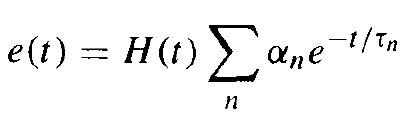 e(t) = H(t) ∑_n α_n e^{-t/τ_n}